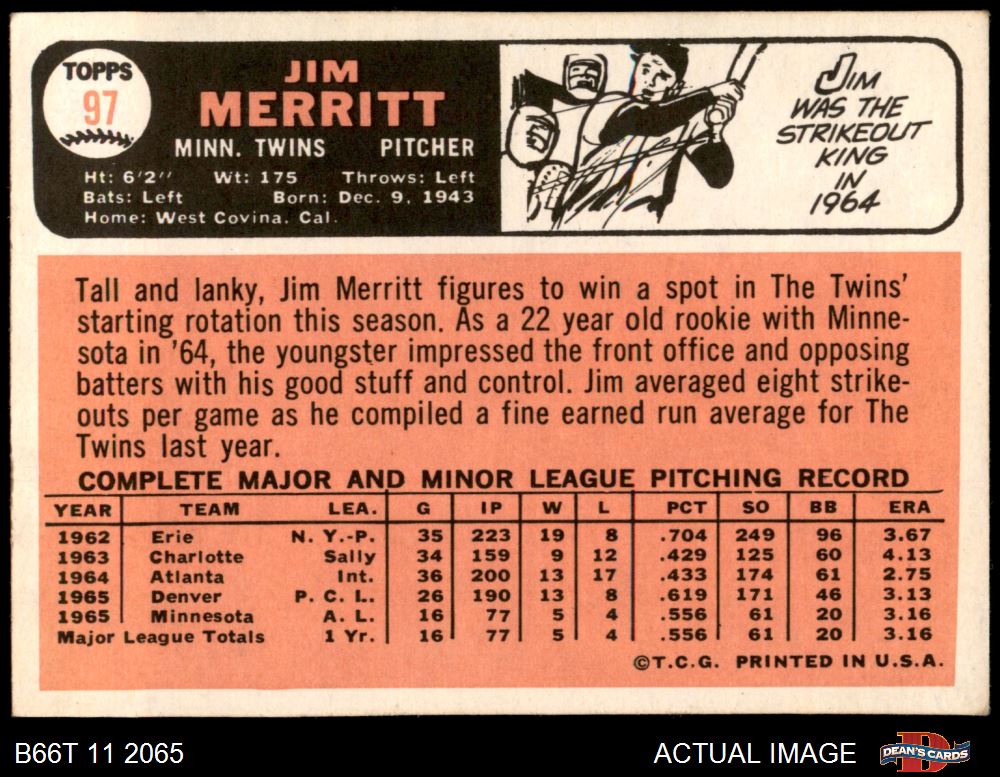 TOPPS
97
JIM
MERRITT
MINN. TWINS PITCHER
Ht: 6'2" Wt: 175 Throws: Left
Bats: Left Born: Dec. 9, 1943
Home: West Covina, Cal.
JIM
WAS THE
STRIKEOUT
KING
IN
1964
Tall and lanky, Jim Merritt figures to win a spot in The Twins'
starting rotation this season. As a 22 year old rookie with Minne-
sota in '64, the youngster impressed the front office and opposing
batters with his good stuff and control. Jim averaged eight strike-
outs per game as he compiled a fine earned run average for The
Twins last year.
COMPLETE MAJOR AND MINOR LEAGUE PITCHING RECORD
YEAR TEAM LEA. G IP W L PCT SO BB ERA
1962 Erie N. Y.-P. 35 223 19 8 .704 249 96 3.67
1963 Charlotte Sally 34 159 9 12 .429 125 60 4.13
1964 Atlanta Int. 36 200 13 17 .433 174 61 2.75
1965 Denver P. C. L. 26 190 13 8 .619 171 46 3.13
1965 Minnesota A. L. 16 77 5 4 .556 61 20 3.16
Major League Totals 1 Yr. 16 77 5 4 .556 61 20 3.16
©T.C.G. PRINTED IN U.S.A.
B66T 11 2065 ACTUAL IMAGE DEAN'S CARDS